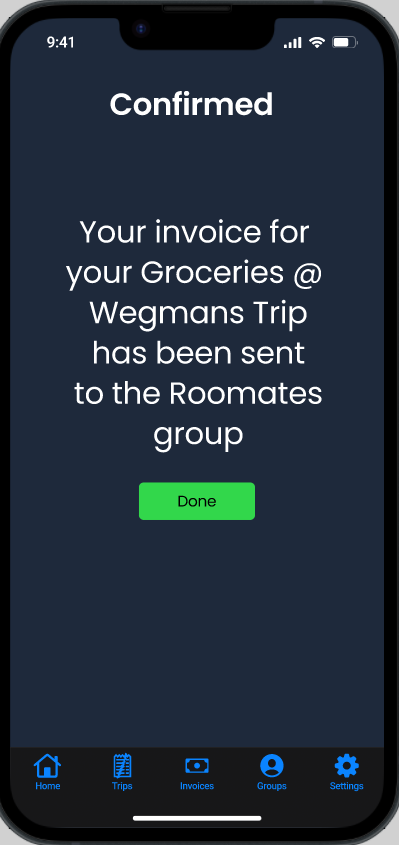 9:41
Confirmed
Your invoice for
your Groceries @
Wegmans Trip
has been sent
to the Roomates
group
Done
Home Trips Invoices Groups Settings